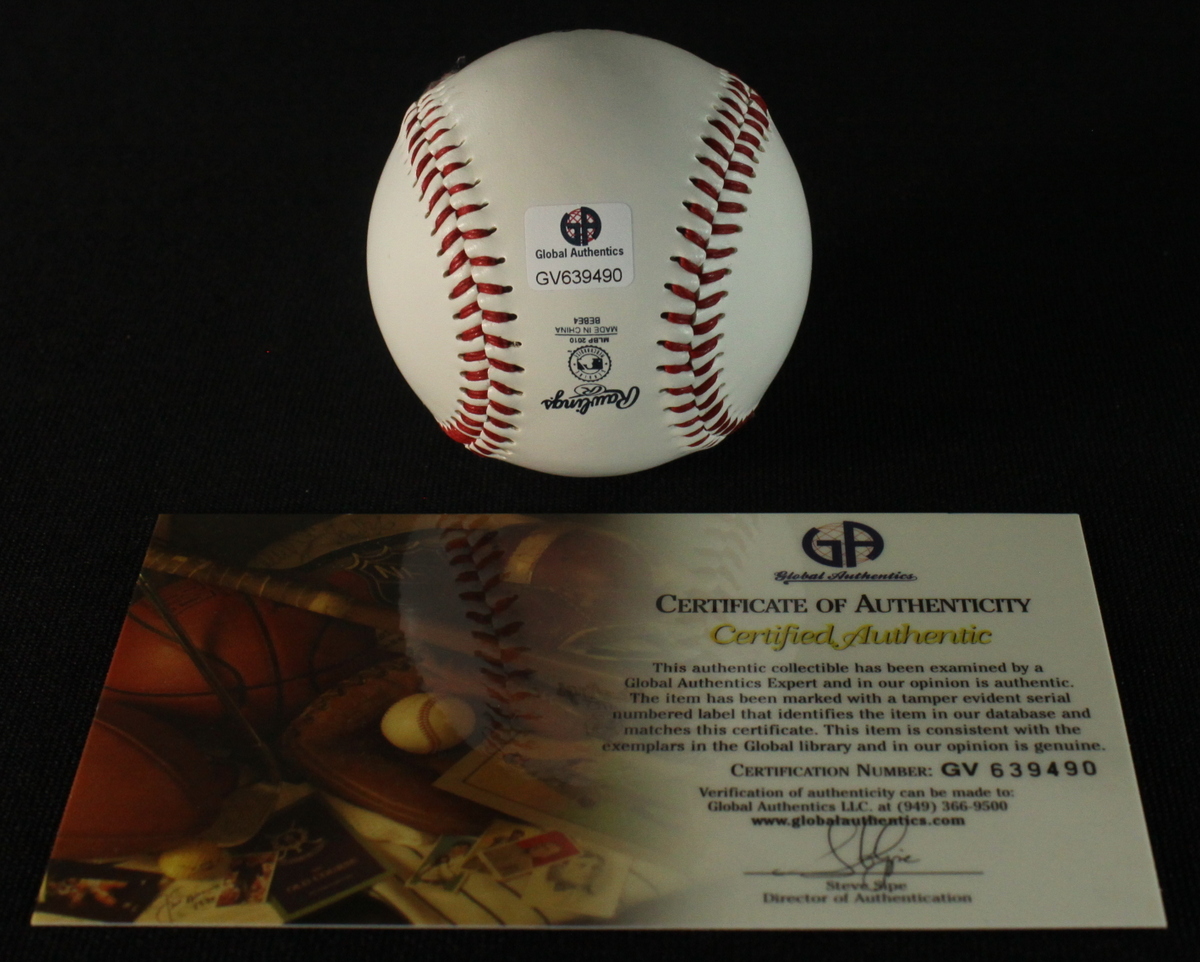 GA
Global Authentics
GV639490
BEBE4
MADE IN CHINA
MLBP 2010
Rawlings
GA
Global Authentics
CERTIFICATE OF AUTHENTICITY
Certified Authentic
This authentic collectible has been examined by a
Global Authentics Expert and in our opinion is authentic.
The item has been marked with a tamper evident serial
numbered label that identifies the item in our database and
matches this certificate. This item is consistent with the
exemplars in the Global library and in our opinion is genuine.
CERTIFICATION NUMBER: GV 639490
Verification of authenticity can be made to:
Global Authentics LLC. at (949) 366-9500
www.globalauthentics.com
Steve Sipe
Director of Authentication